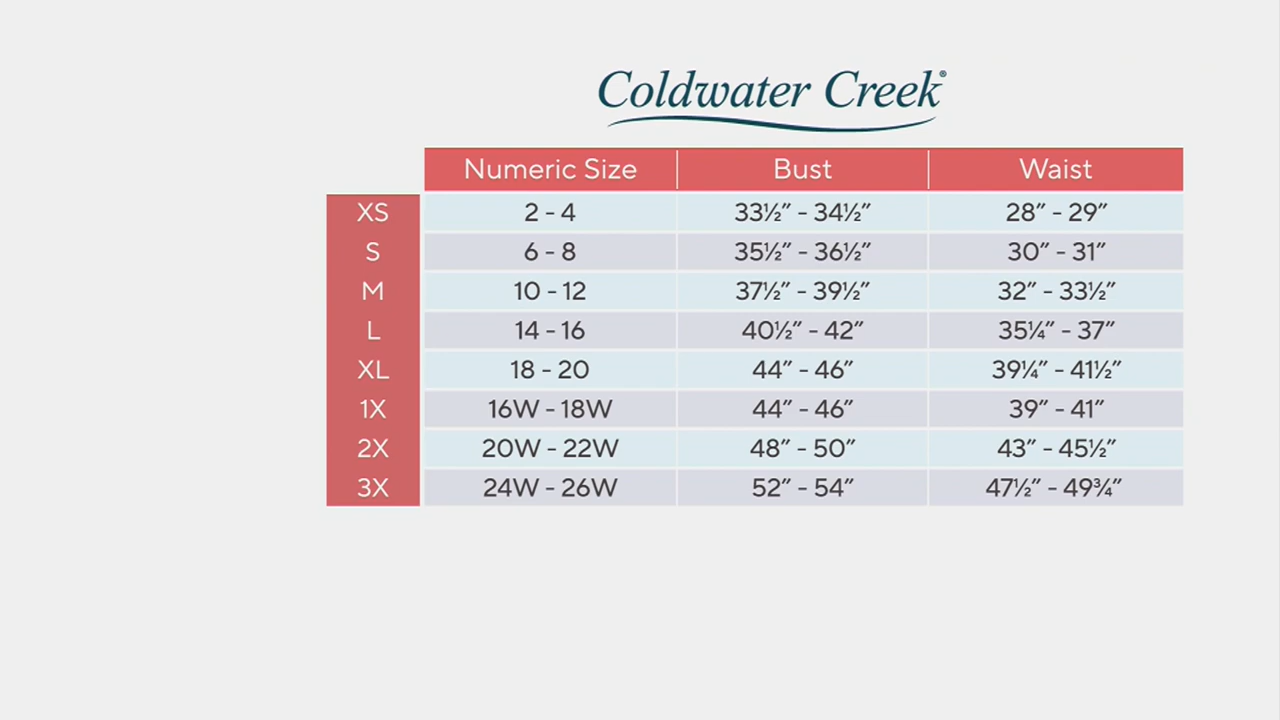 Coldwater Creek®
Numeric Size Bust Waist
XS 2 - 4 33½” - 34½” 28” - 29”
S 6 - 8 35½” - 36½” 30” - 31”
M 10 - 12 37½” - 39½” 32” - 33½”
L 14 - 16 40½” - 42” 35¼” - 37”
XL 18 - 20 44” - 46” 39¼” - 41½”
1X 16W - 18W 44” - 46” 39” - 41”
2X 20W - 22W 48” - 50” 43” - 45½”
3X 24W - 26W 52” - 54” 47½” - 49¾”